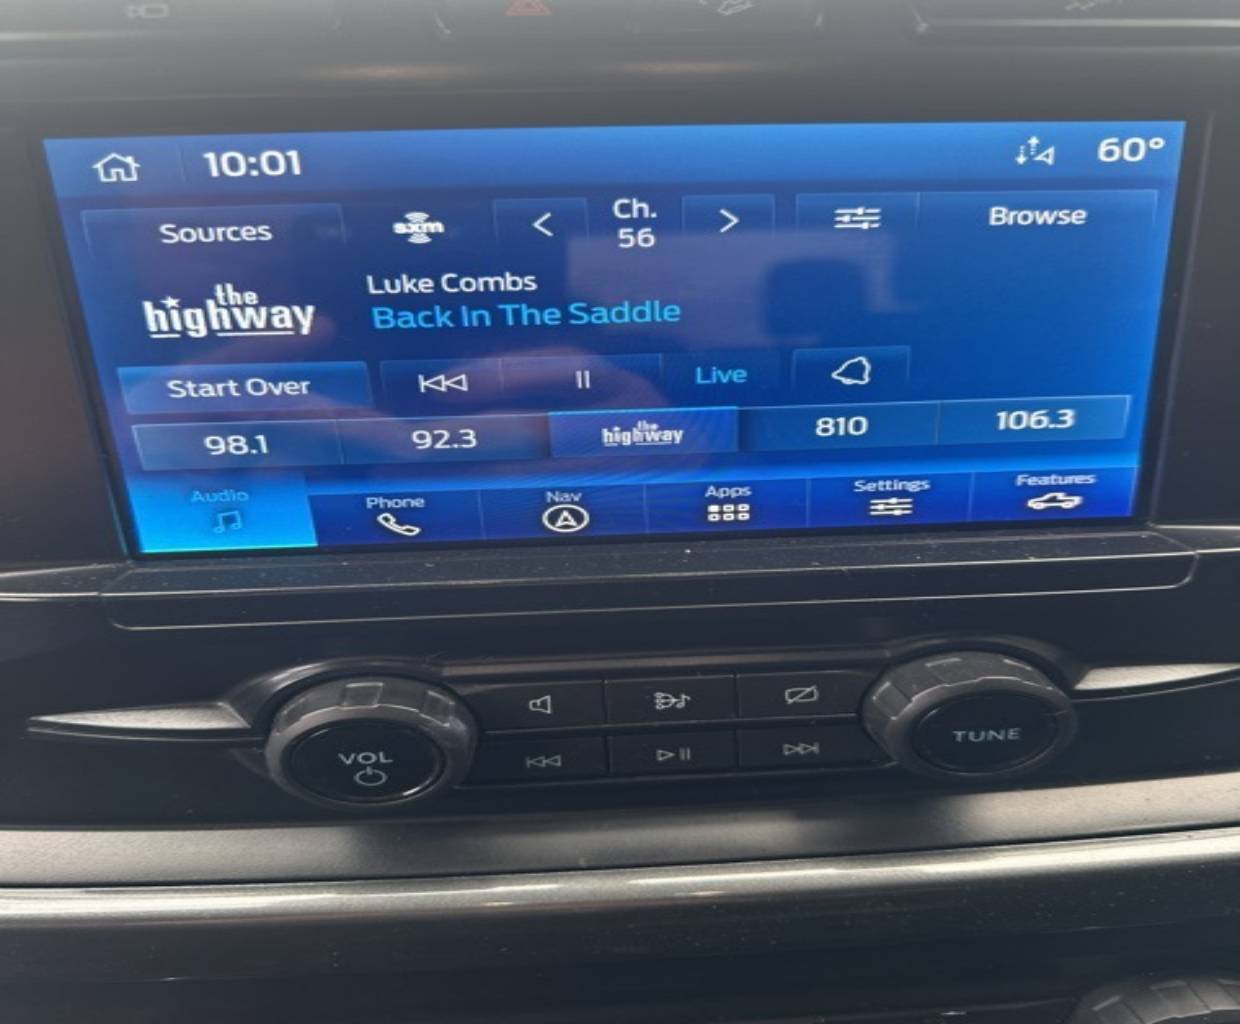 10:01
60°
Sources
sxm
Ch.
56
Browse
the
highway
Luke Combs
Back In The Saddle
Start Over
Live
98.1
92.3
the
highway
810
106.3
Audio
Phone
Nav
Apps
Settings
Features
VOL
TUNE